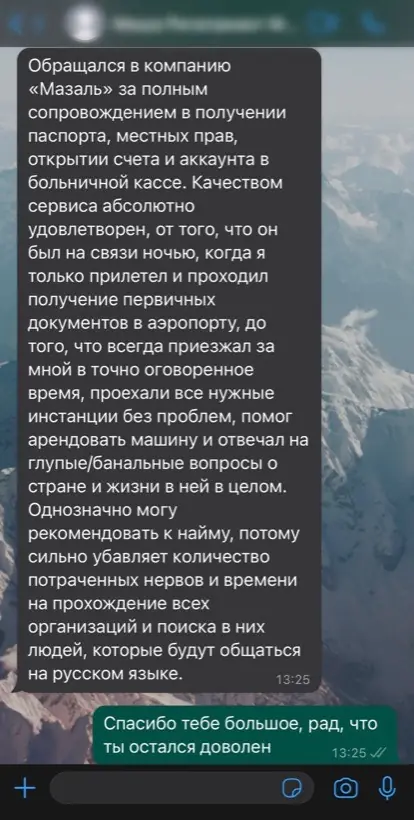 Обращался в компанию
«Мазаль» за полным
сопровождением в получении
паспорта, местных прав,
открытии счета и аккаунта в
больничной кассе. Качеством
сервиса абсолютно
удовлетворен, от того, что он
был на связи ночью, когда я
только прилетел и проходил
получение первичных
документов в аэропорту, до
того, что всегда приезжал за
мной в точно оговоренное
время, проехали все нужные
инстанции без проблем, помог
арендовать машину и отвечал на
глупые/банальные вопросы о
стране и жизни в ней в целом.
Однозначно могу
рекомендовать к найму, потому
сильно убавляет количество
потраченных нервов и времени
на прохождение всех
организаций и поиска в них
людей, которые будут общаться
на русском языке.
13:25
Спасибо тебе большое, рад, что
ты остался доволен
13:25